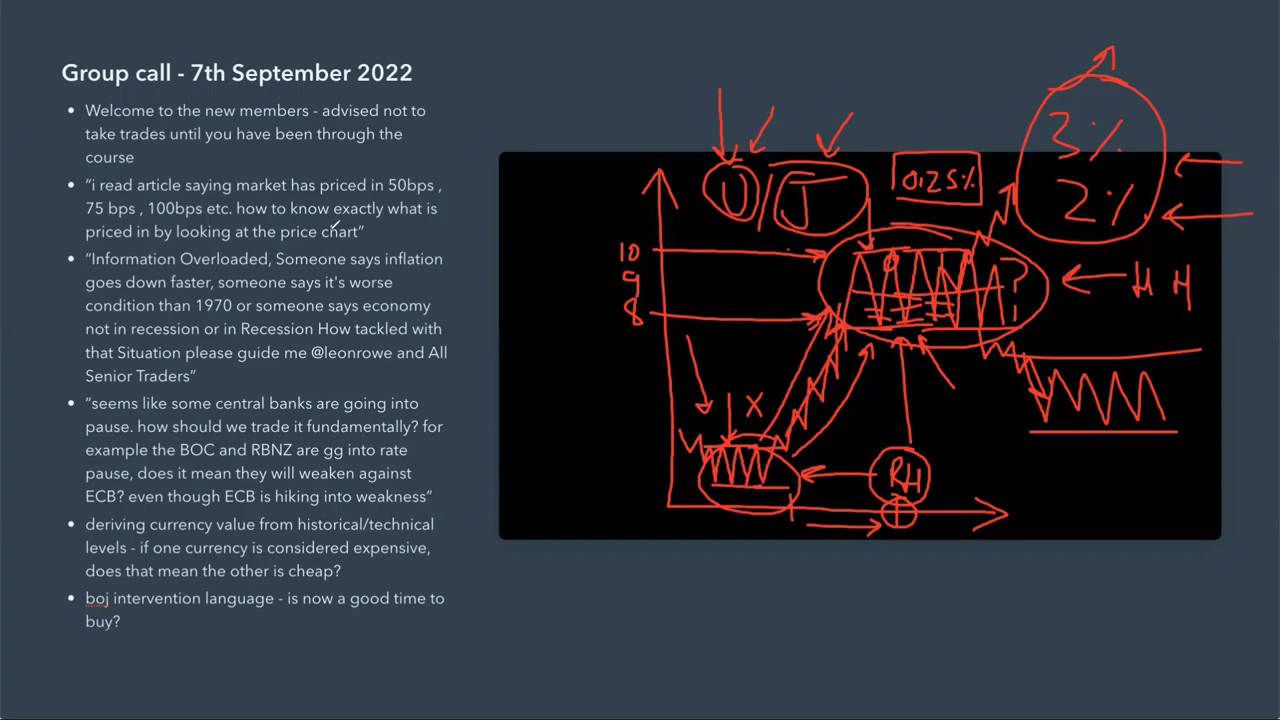 Group call - 7th September 2022
Welcome to the new members - advised not to
take trades until you have been through the
course
“i read article saying market has priced in 50bps ,
75 bps , 100bps etc. how to know exactly what is
priced in by looking at the price chart”
“Information Overloaded, Someone says inflation
goes down faster, someone says it's worse
condition than 1970 or someone says economy
not in recession or in Recession How tackled with
that Situation please guide me @leonrowe and All
Senior Traders”
“seems like some central banks are going into
pause. how should we trade it fundamentally? for
example the BOC and RBNZ are gg into rate
pause, does it mean they will weaken against
ECB? even though ECB is hiking into weakness”
deriving currency value from historical/technical
levels - if one currency is considered expensive,
does that mean the other is cheap?
boj intervention language - is now a good time to
buy?
U/J
0.25%
3%
2%
10
9
8
?
H H
X
RH